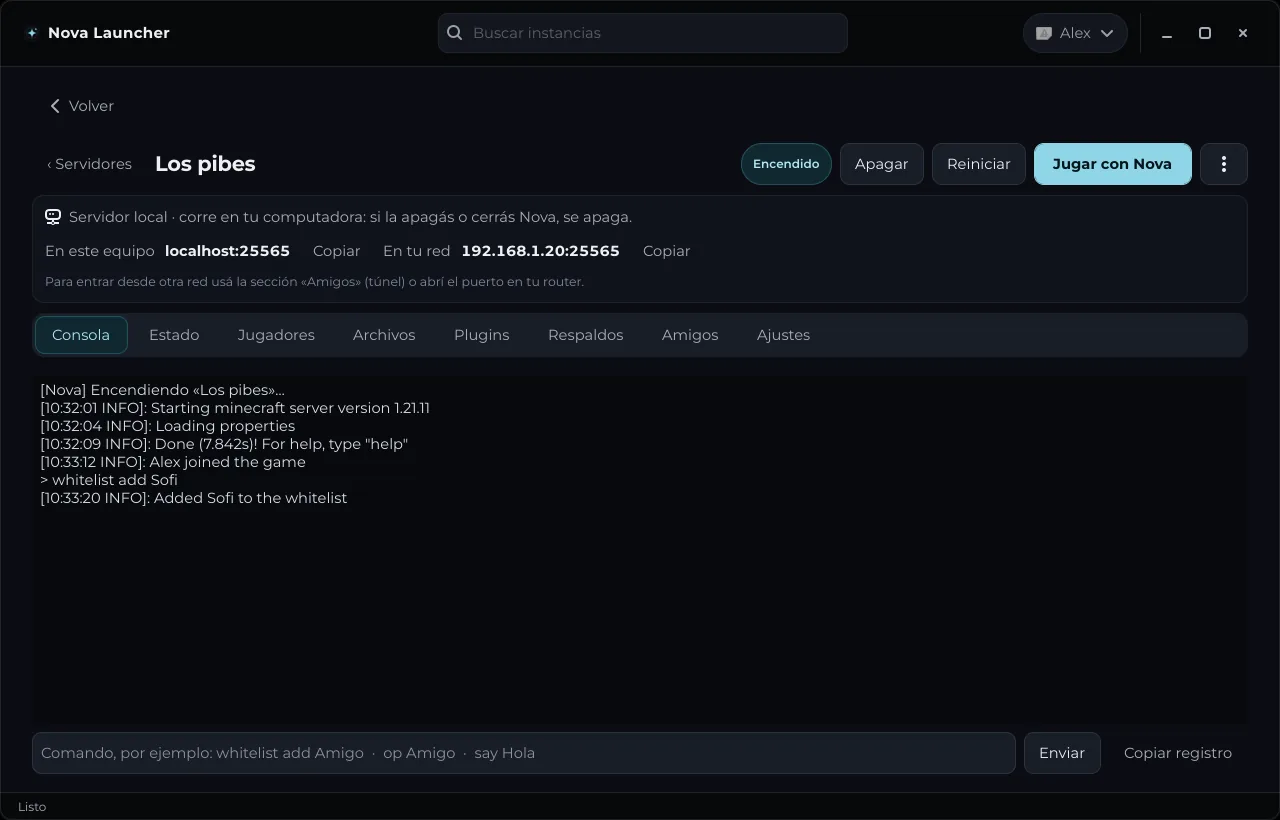 Nova Launcher
Buscar instancias
Alex
Volver
‹ Servidores
Los pibes
Encendido
Apagar
Reiniciar
Jugar con Nova
Servidor local · corre en tu computadora: si la apagás o cerrás Nova, se apaga.
En este equipo localhost:25565 Copiar En tu red 192.168.1.20:25565 Copiar
Para entrar desde otra red usá la sección «Amigos» (túnel) o abrí el puerto en tu router.
Consola Estado Jugadores Archivos Plugins Respaldos Amigos Ajustes
[Nova] Encendiendo «Los pibes»...
[10:32:01 INFO]: Starting minecraft server version 1.21.11
[10:32:04 INFO]: Loading properties
[10:32:09 INFO]: Done (7.842s)! For help, type "help"
[10:33:12 INFO]: Alex joined the game
> whitelist add Sofi
[10:33:20 INFO]: Added Sofi to the whitelist
Comando, por ejemplo: whitelist add Amigo · op Amigo · say Hola
Enviar
Copiar registro
Listo